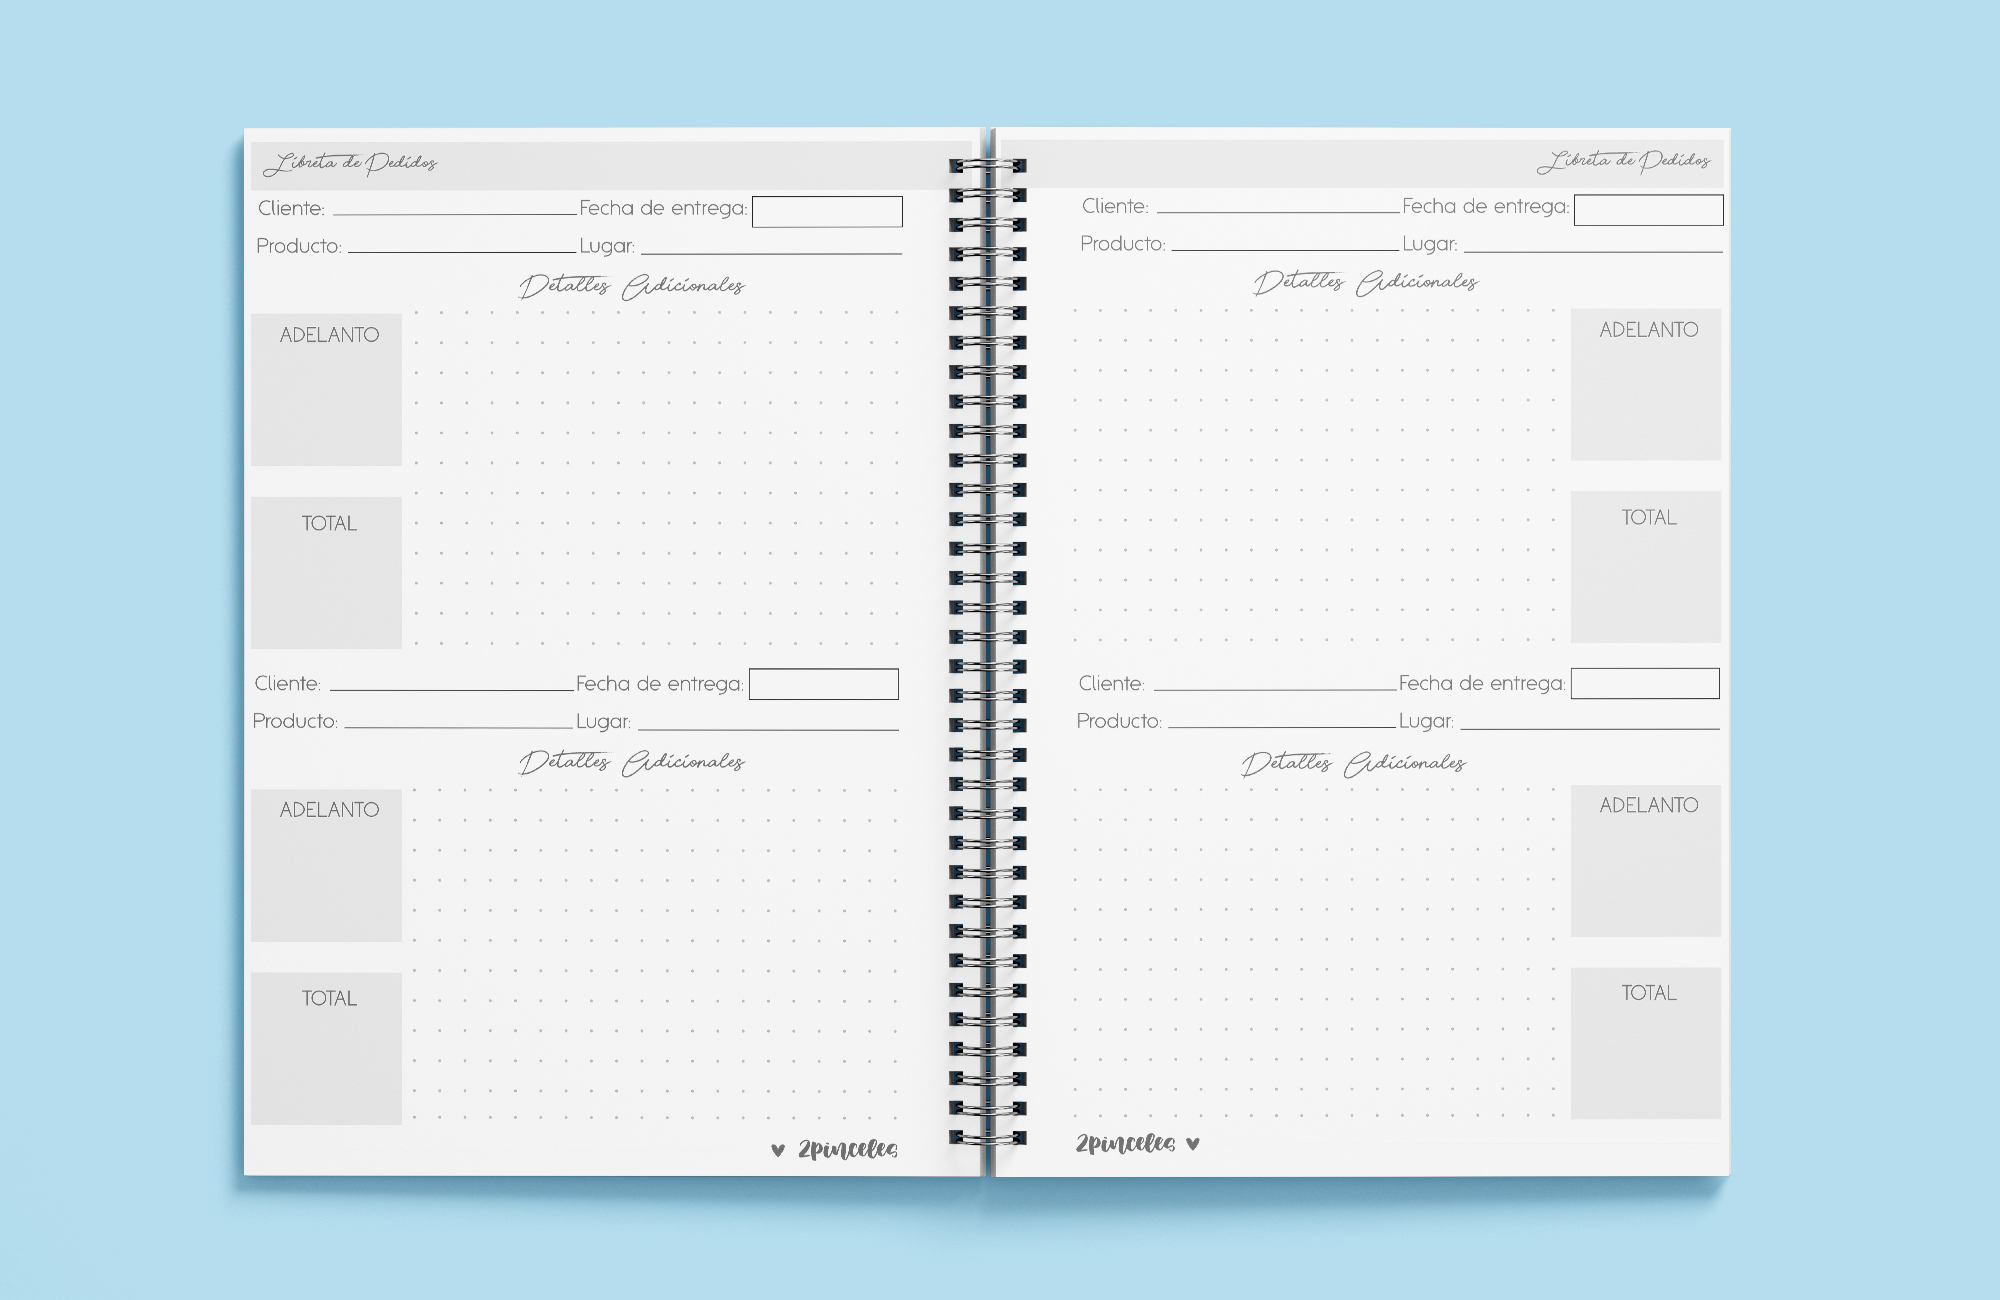 Libreta de Pedidos
Cliente: Fecha de entrega:
Producto: Lugar:
Detalles Adicionales
ADELANTO
TOTAL
Cliente: Fecha de entrega:
Producto: Lugar:
Detalles Adicionales
ADELANTO
TOTAL
2pinceles
Libreta de Pedidos
Cliente: Fecha de entrega:
Producto: Lugar:
Detalles Adicionales
ADELANTO
TOTAL
Cliente: Fecha de entrega:
Producto: Lugar:
Detalles Adicionales
ADELANTO
TOTAL
2pinceles